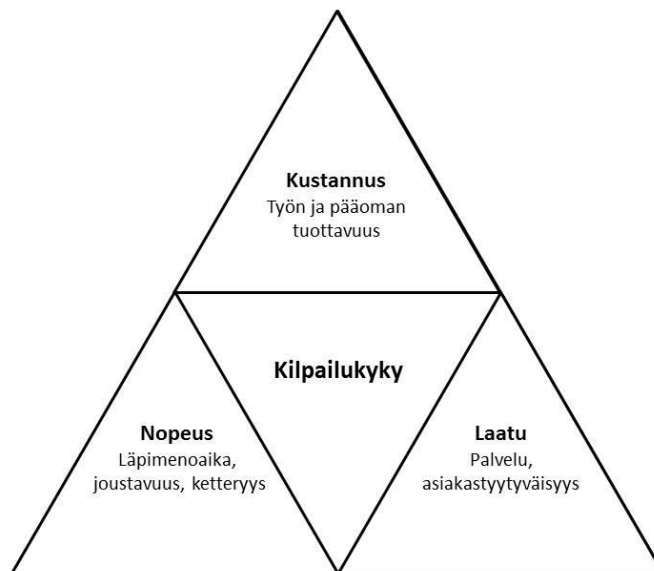 Kustannus
Työn ja pääoman
tuottavuus
Kilpailukyky
Nopeus
Läpimenoaika,
joustavuus, ketteryys
Laatu
Palvelu,
asiakastyytyväisyys